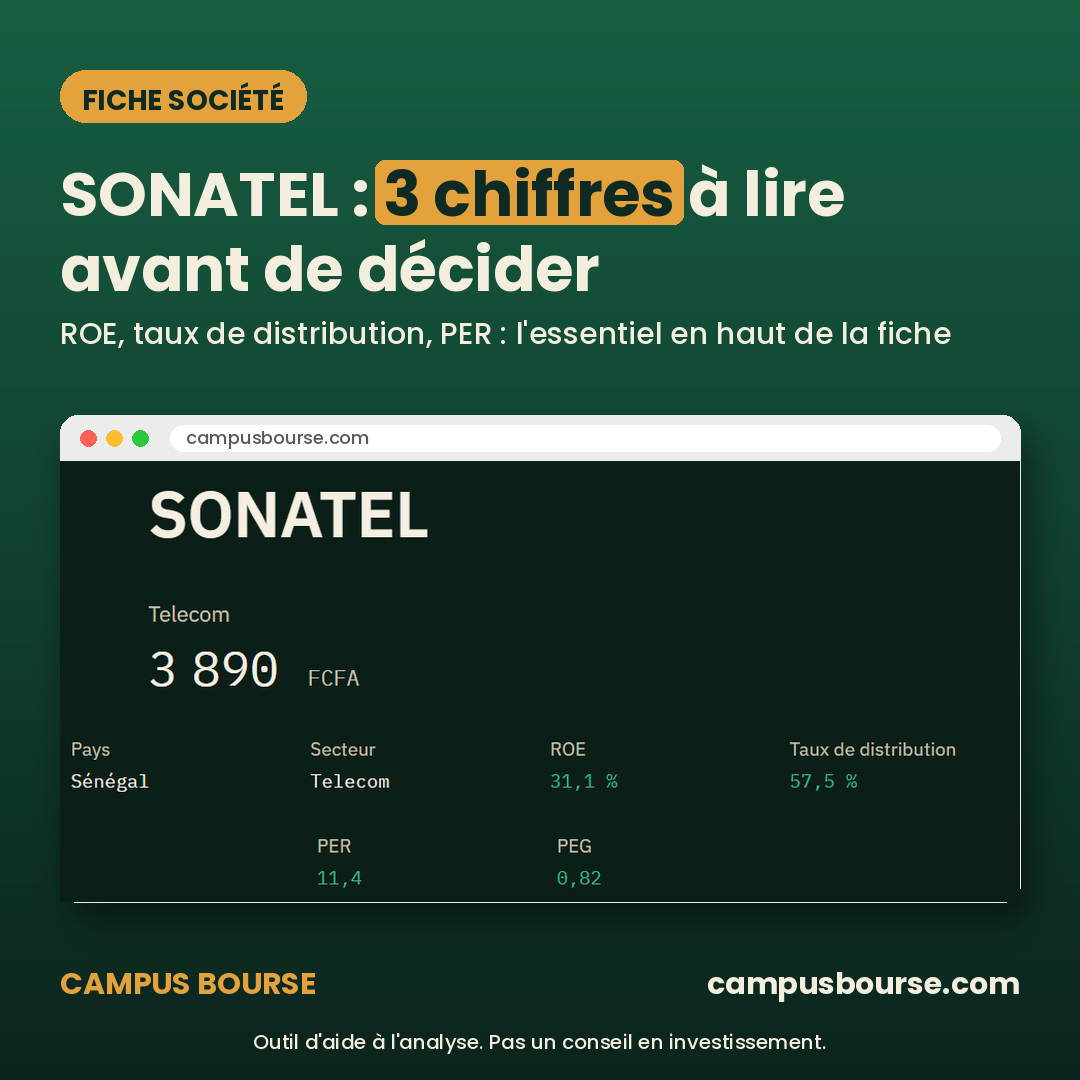 FICHE SOCIÉTÉ
SONATEL : 3 chiffres à lire
avant de décider
ROE, taux de distribution, PER : l'essentiel en haut de la fiche
campusbourse.com
SONATEL
Telecom
3 890 FCFA
Pays Secteur ROE Taux de distribution
Sénégal Telecom 31,1 % 57,5 %
PER PEG
11,4 0,82
CAMPUS BOURSE campusbourse.com
Outil d'aide à l'analyse. Pas un conseil en investissement.